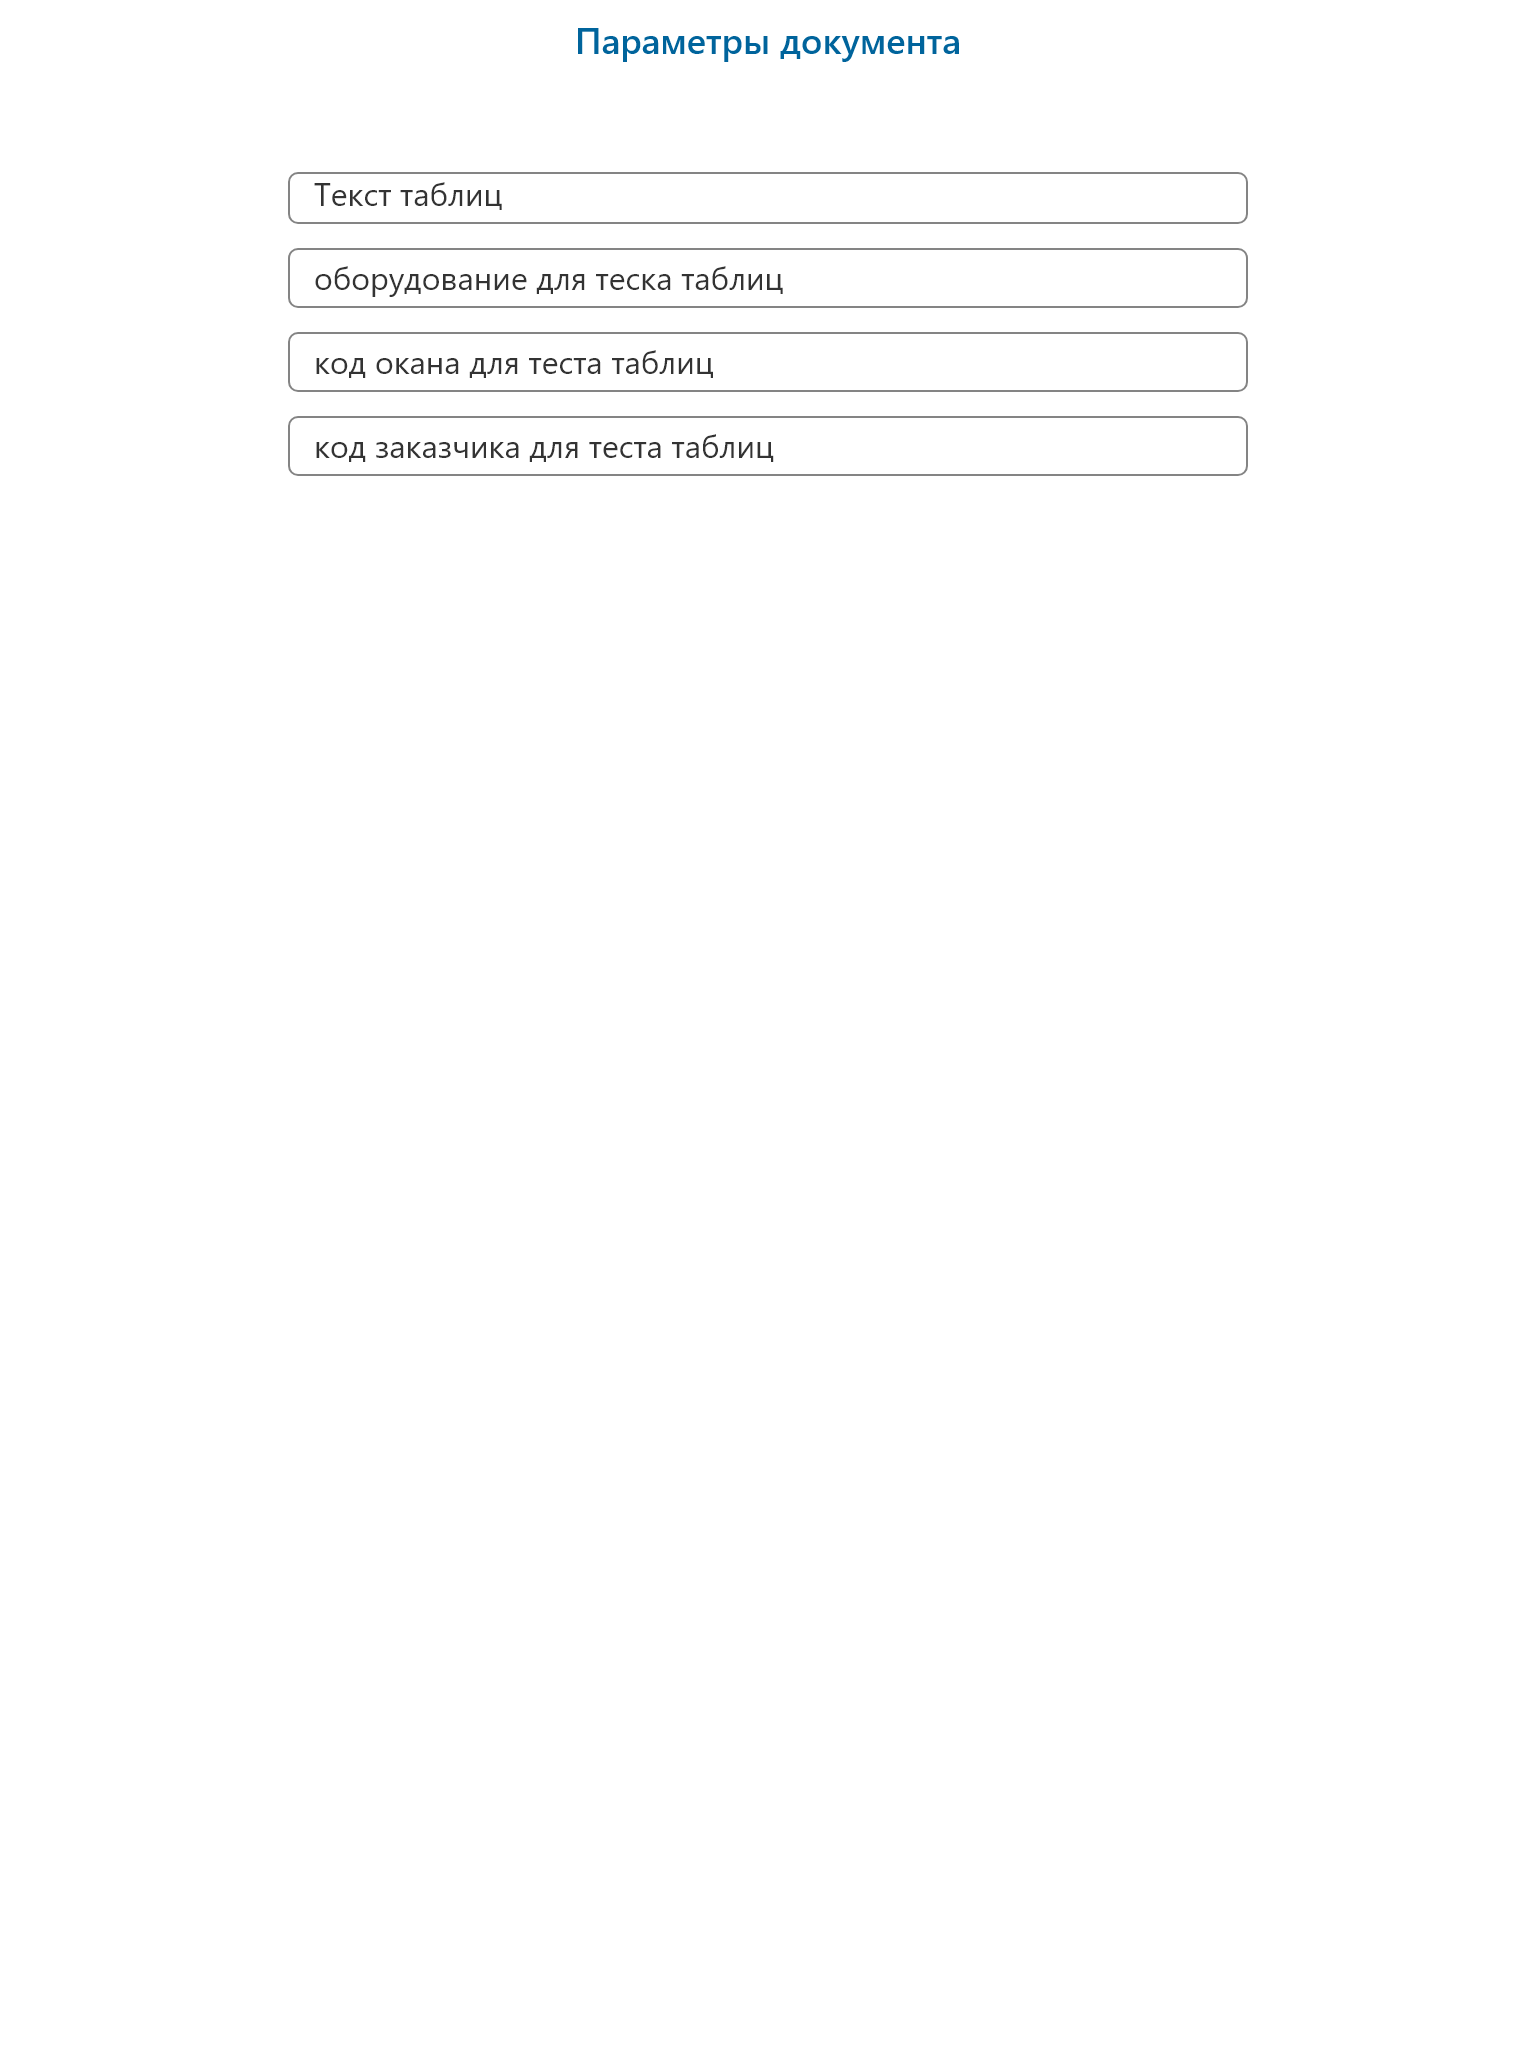 Параметры документа
Текст таблиц
оборудование для теска таблиц
код окана для теста таблиц
код заказчика для теста таблиц